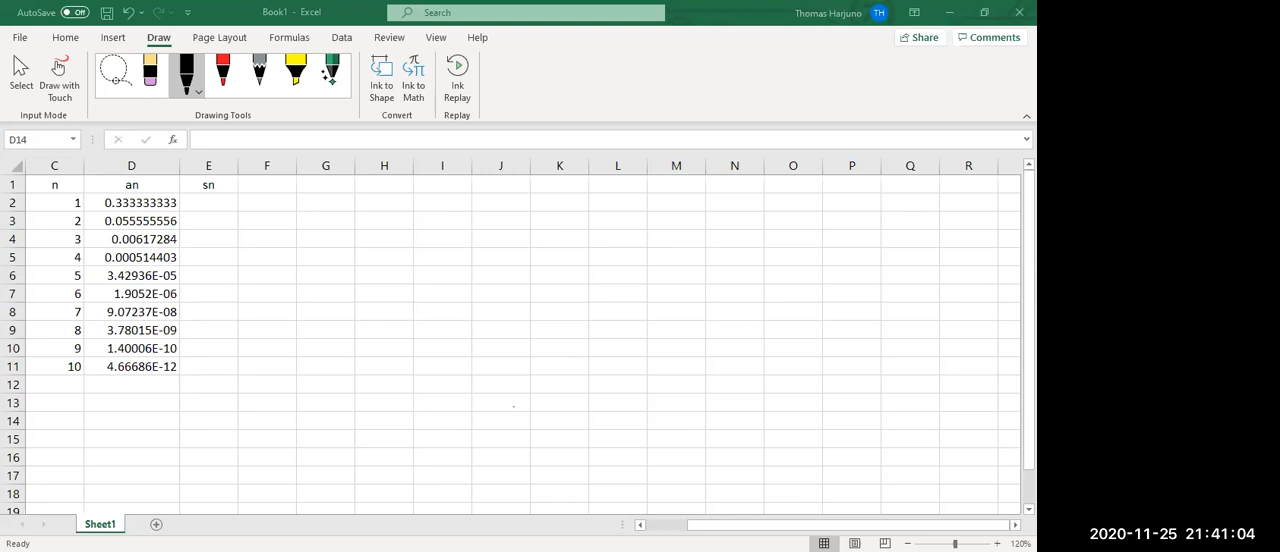 AutoSave Off Book1 - Excel Search Thomas Harjuno TH
File Home Insert Draw Page Layout Formulas Data Review View Help Share Comments
Select Draw with Touch Ink to Shape Ink to Math Ink Replay
Input Mode Drawing Tools Convert Replay
D14 fx
C D E F G H I J K L M N O P Q R
1 n an sn
2 1 0.333333333
3 2 0.055555556
4 3 0.00617284
5 4 0.000514403
6 5 3.42936E-05
7 6 1.9052E-06
8 7 9.07237E-08
9 8 3.78015E-09
10 9 1.40006E-10
11 10 4.66686E-12
12
13
14
15
16
17
18
19
Sheet1
Ready 120%
2020-11-25 21:41:04